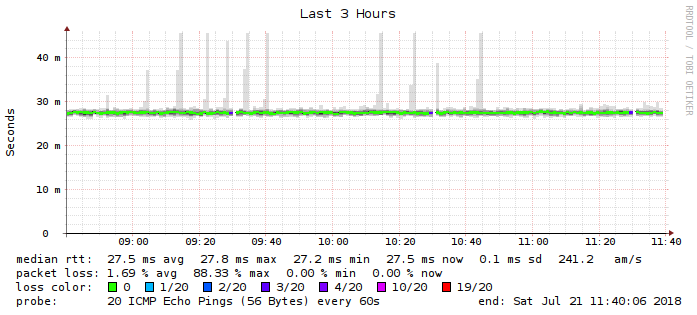 Last 3 Hours
RRDTOOL / TOBI OETIKER
Seconds
40 m
30 m
20 m
10 m
0
09:00 09:20 09:40 10:00 10:20 10:40 11:00 11:20 11:40
median rtt: 27.5 ms avg 27.8 ms max 27.2 ms min 27.5 ms now 0.1 ms sd 241.2 am/s
packet loss: 1.69 % avg 88.33 % max 0.00 % min 0.00 % now
loss color: 0 1/20 2/20 3/20 4/20 10/20 19/20
probe: 20 ICMP Echo Pings (56 Bytes) every 60s end: Sat Jul 21 11:40:06 2018